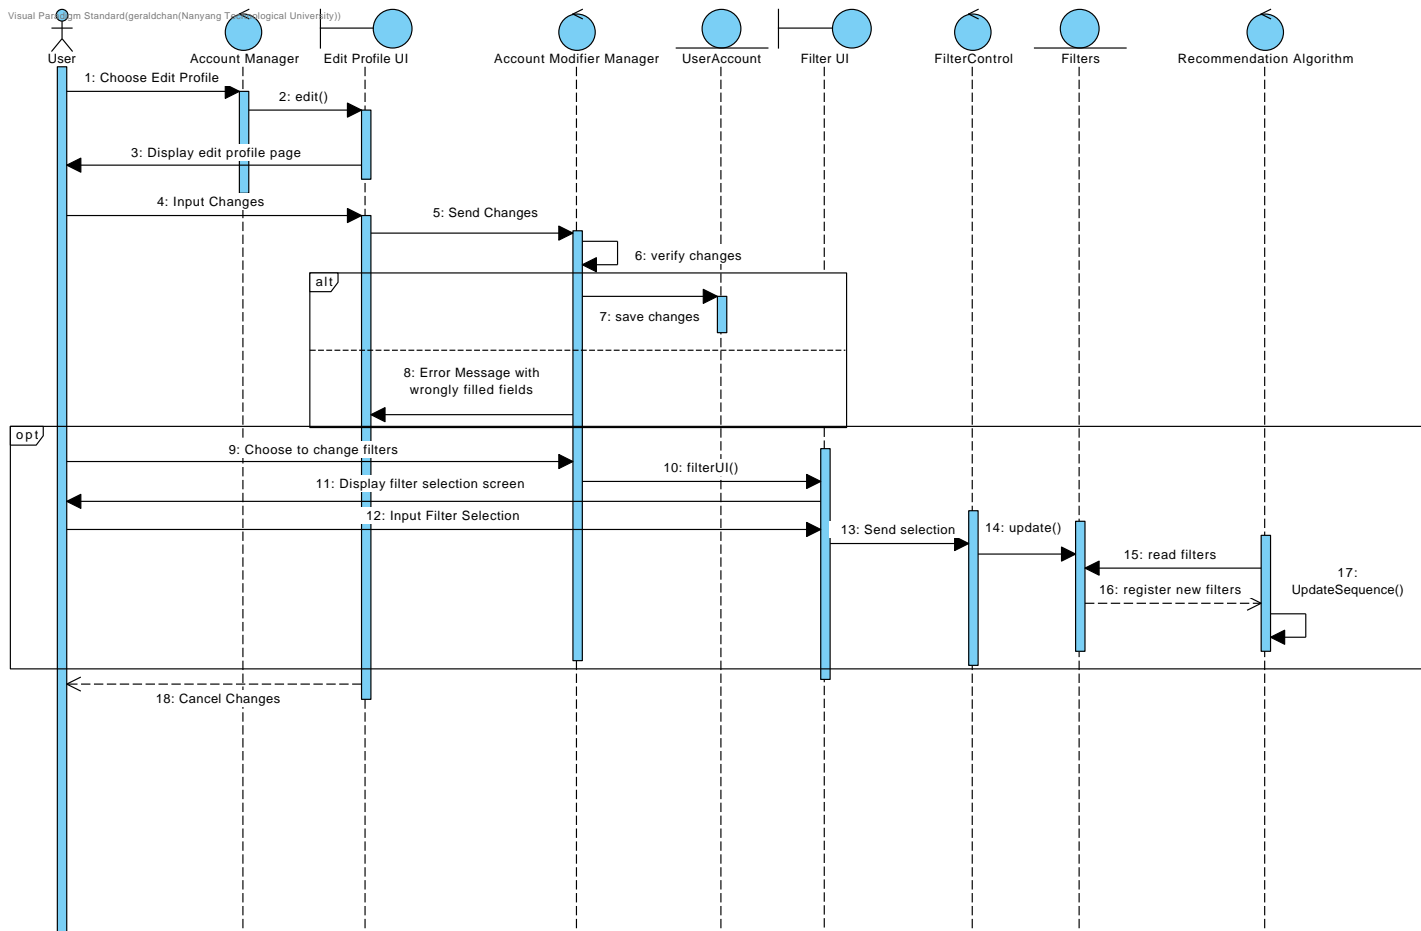 Visual Paradigm Standard(geraldchan(Nanyang Technological University))
User
Account Manager
Edit Profile UI
Account Modifier Manager
UserAccount
Filter UI
FilterControl
Filters
Recommendation Algorithm
1: Choose Edit Profile
2: edit()
3: Display edit profile page
4: Input Changes
5: Send Changes
6: verify changes
alt
7: save changes
8: Error Message with
wrongly filled fields
opt
9: Choose to change filters
10: filterUI()
11: Display filter selection screen
12: Input Filter Selection
13: Send selection
14: update()
15: read filters
16: register new filters
17:
UpdateSequence()
18: Cancel Changes